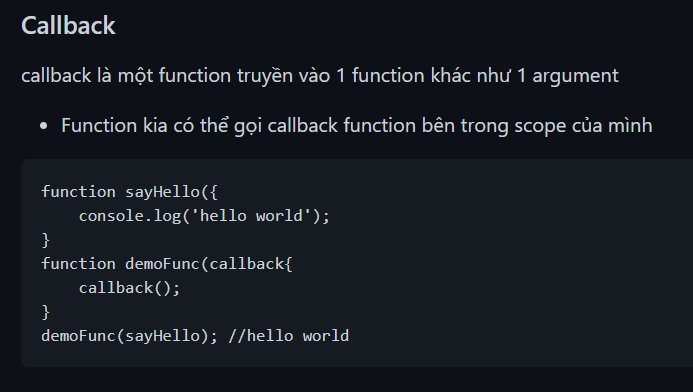 Callback
callback là một function truyền vào 1 function khác như 1 argument
• Function kia có thể gọi callback function bên trong scope của mình
function sayHello({
    console.log('hello world');
}
function demoFunc(callback{
    callback();
}
demoFunc(sayHello); //hello world